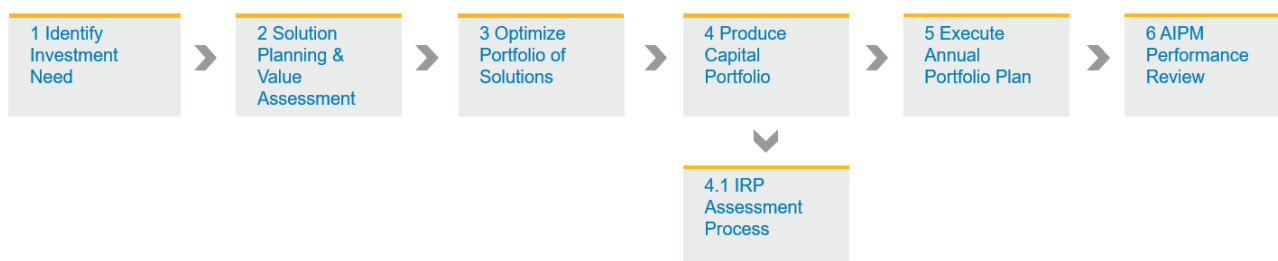 1 Identify
Investment
Need
2 Solution
Planning &
Value
Assessment
3 Optimize
Portfolio of
Solutions
4 Produce
Capital
Portfolio
5 Execute
Annual
Portfolio Plan
6 AIPM
Performance
Review
4.1 IRP
Assessment
Process